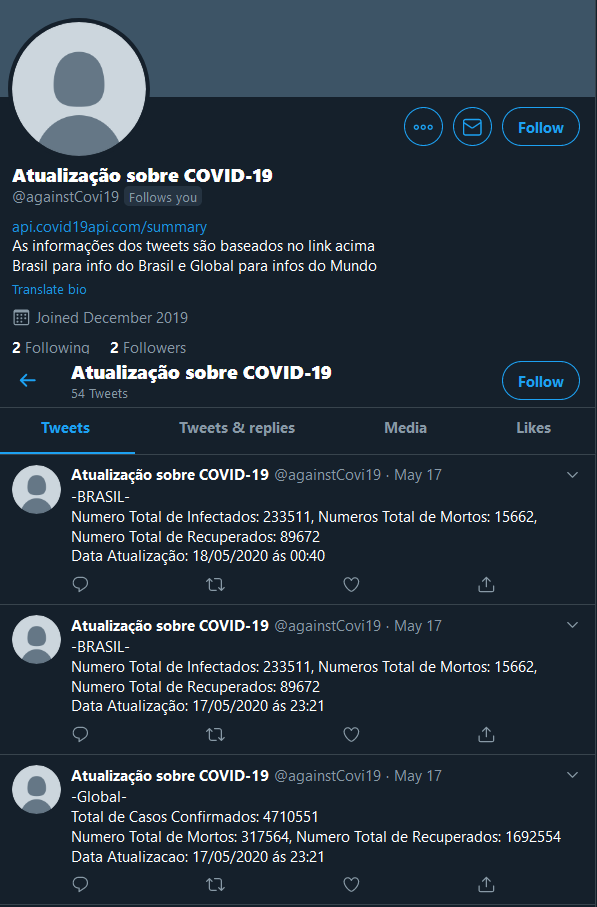 Follow
Atualização sobre COVID-19
@againstCovi19 Follows you
api.covid19api.com/summary
As informações dos tweets são baseados no link acima
Brasil para info do Brasil e Global para infos do Mundo
Translate bio
Joined December 2019
2 Following 2 Followers
Atualização sobre COVID-19
54 Tweets
Follow
Tweets Tweets & replies Media Likes
Atualização sobre COVID-19 @againstCovi19 · May 17
-BRASIL-
Numero Total de Infectados: 233511, Numeros Total de Mortos: 15662,
Numero Total de Recuperados: 89672
Data Atualização: 18/05/2020 ás 00:40
Atualização sobre COVID-19 @againstCovi19 · May 17
-BRASIL-
Numero Total de Infectados: 233511, Numeros Total de Mortos: 15662,
Numero Total de Recuperados: 89672
Data Atualização: 17/05/2020 ás 23:21
Atualização sobre COVID-19 @againstCovi19 · May 17
-Global-
Total de Casos Confirmados: 4710551
Numero Total de Mortos: 317564, Numero Total de Recuperados: 1692554
Data Atualizacao: 17/05/2020 ás 23:21